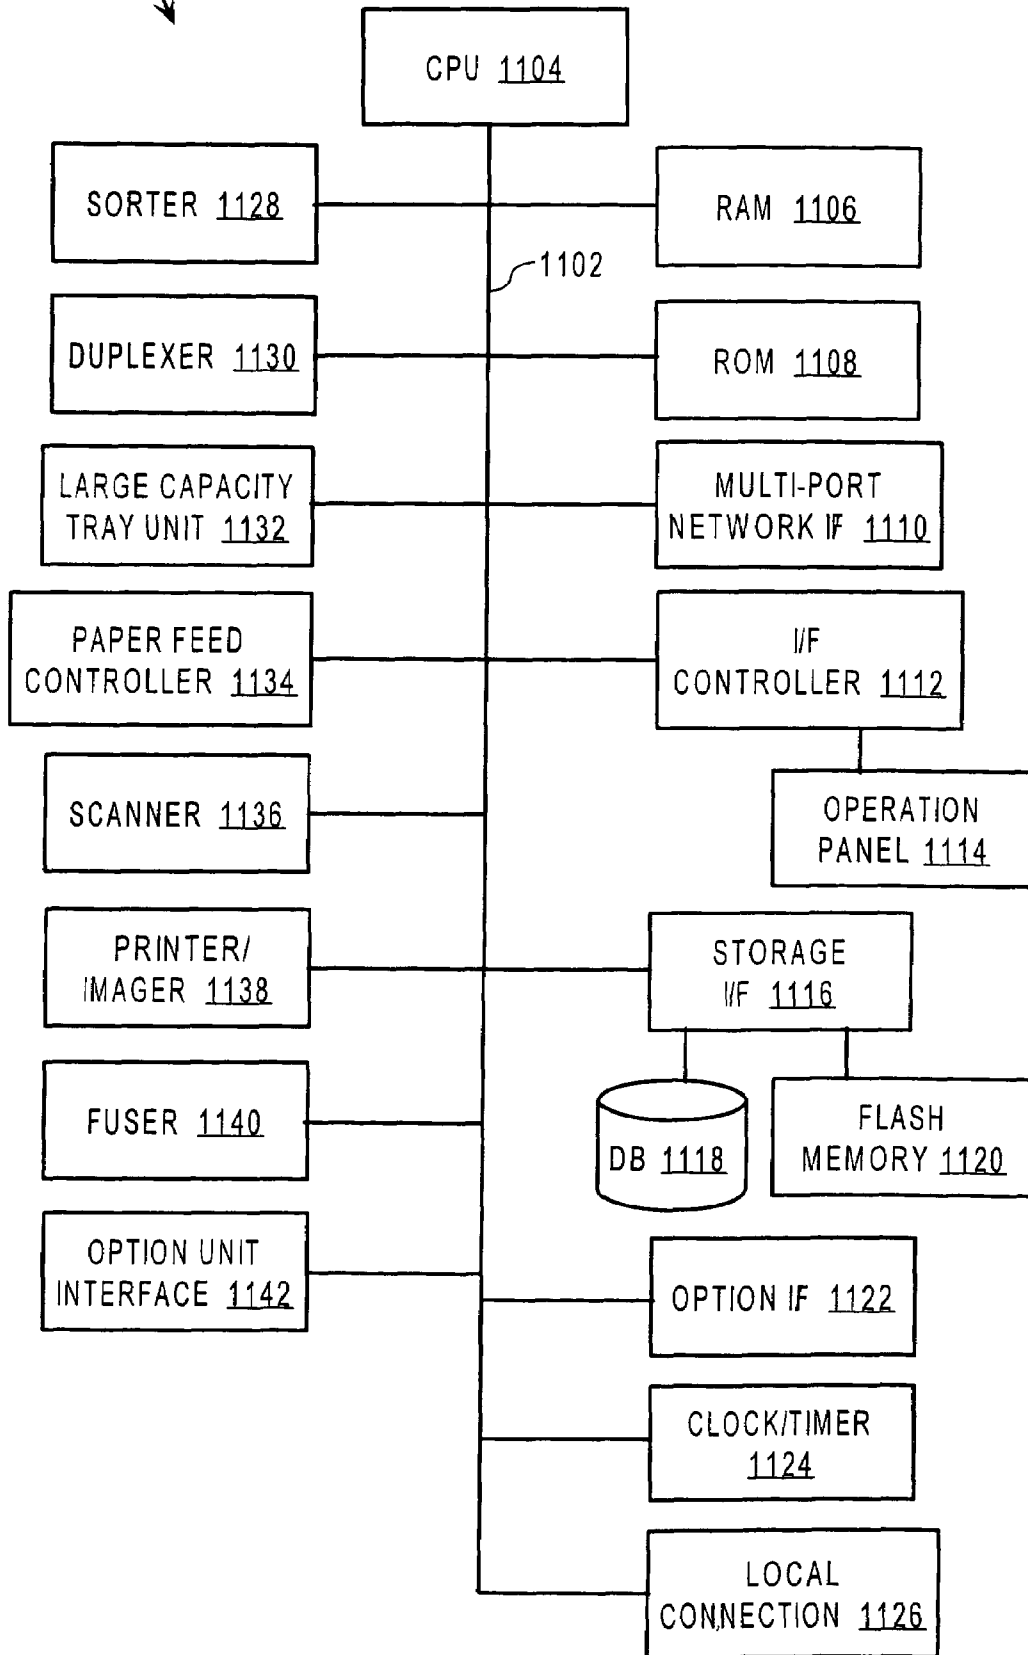 CPU 1104
SORTER 1128
RAM 1106
1102
DUPLEXER 1130
ROM 1108
LARGE CAPACITY
TRAY UNIT 1132
MULTI-PORT
NETWORK I/F 1110
PAPER FEED
CONTROLLER 1134
I/F
CONTROLLER 1112
SCANNER 1136
OPERATION
PANEL 1114
PRINTER/
IMAGER 1138
STORAGE
I/F 1116
FUSER 1140
DB 1118
FLASH
MEMORY 1120
OPTION UNIT
INTERFACE 1142
OPTION I/F 1122
CLOCK/TIMER
1124
LOCAL
CONNECTION 1126